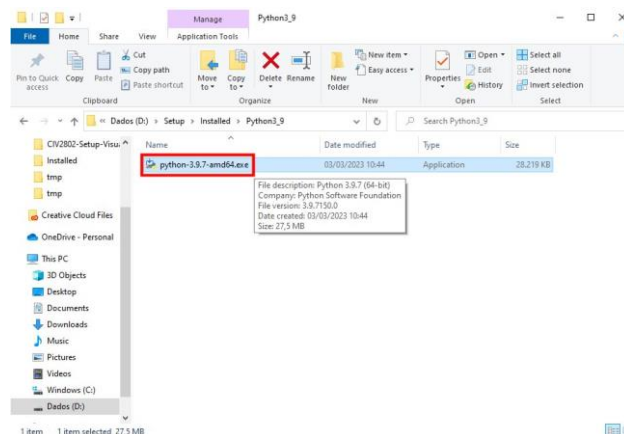 Manage
Python3_9
File
Home
Share
View
Application Tools
Pin to Quick access
Copy
Paste
Cut
Copy path
Paste shortcut
Clipboard
Move to
Copy to
Delete
Rename
Organize
New folder
New item
Easy access
New
Properties
Open
Edit
History
Open
Select all
Select none
Invert selection
Select
« Dados (D:) > Setup > Installed > Python3_9
Search Python3_9
CIV2802-Setup-Visu
Installed
tmp
tmp
Creative Cloud Files
OneDrive - Personal
This PC
3D Objects
Desktop
Documents
Downloads
Music
Pictures
Videos
Windows (C:)
Dados (D:)
Name
Date modified
Type
Size
python-3.9.7-amd64.exe
03/03/2023 10:44
Application
28.219 KB
File description: Python 3.9.7 (64-bit)
Company: Python Software Foundation
File version: 3.9.7150.0
Date created: 03/03/2023 10:44
Size: 27,5 MB
1 item
1 item selected 27,5 MB